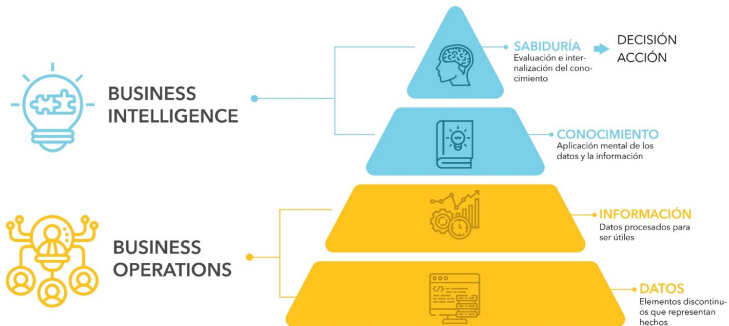 BUSINESS
INTELLIGENCE
SABIDURÍA
Evaluación e inter-
nalización del cono-
cimiento
DECISIÓN
ACCIÓN
CONOCIMIENTO
Aplicación mental de los
datos y la información
BUSINESS
OPERATIONS
INFORMACIÓN
Datos procesados para
ser útiles
DATOS
Elementos discontinu-
os que representan
hechos